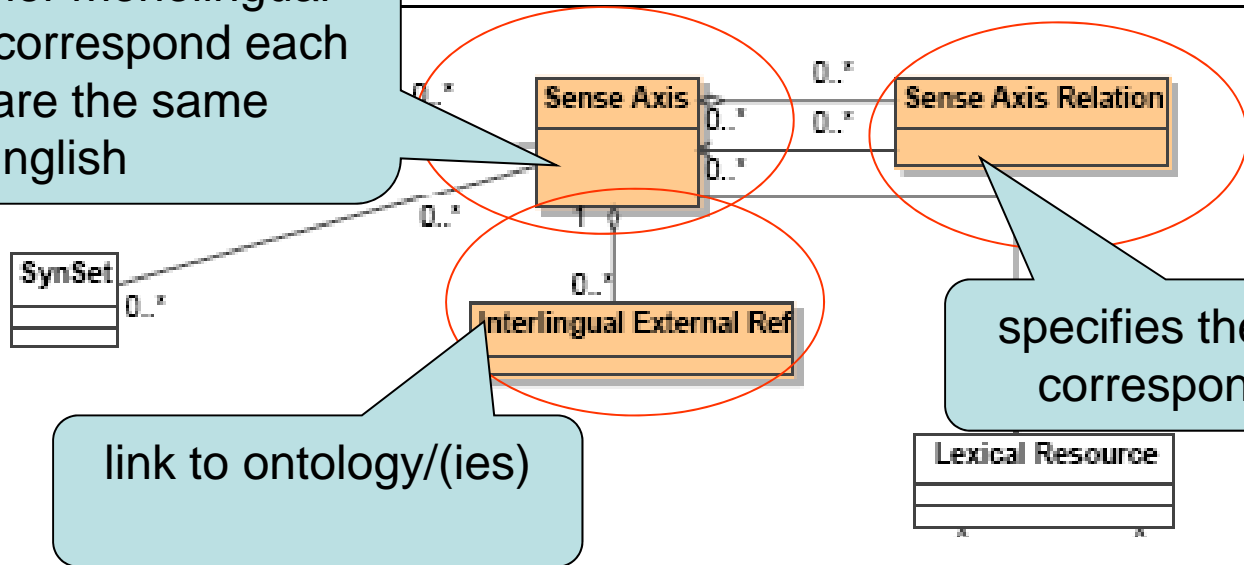 monolingual
correspond each
are the same
nglish
0..*
Sense Axis
0..*
0..*
0..*
0..*
Sense Axis Relation
0..*
1
SynSet
0..*
0..*
Interlingual External Ref
specifies the
correspon
link to ontology/(ies)
Lexical Resource